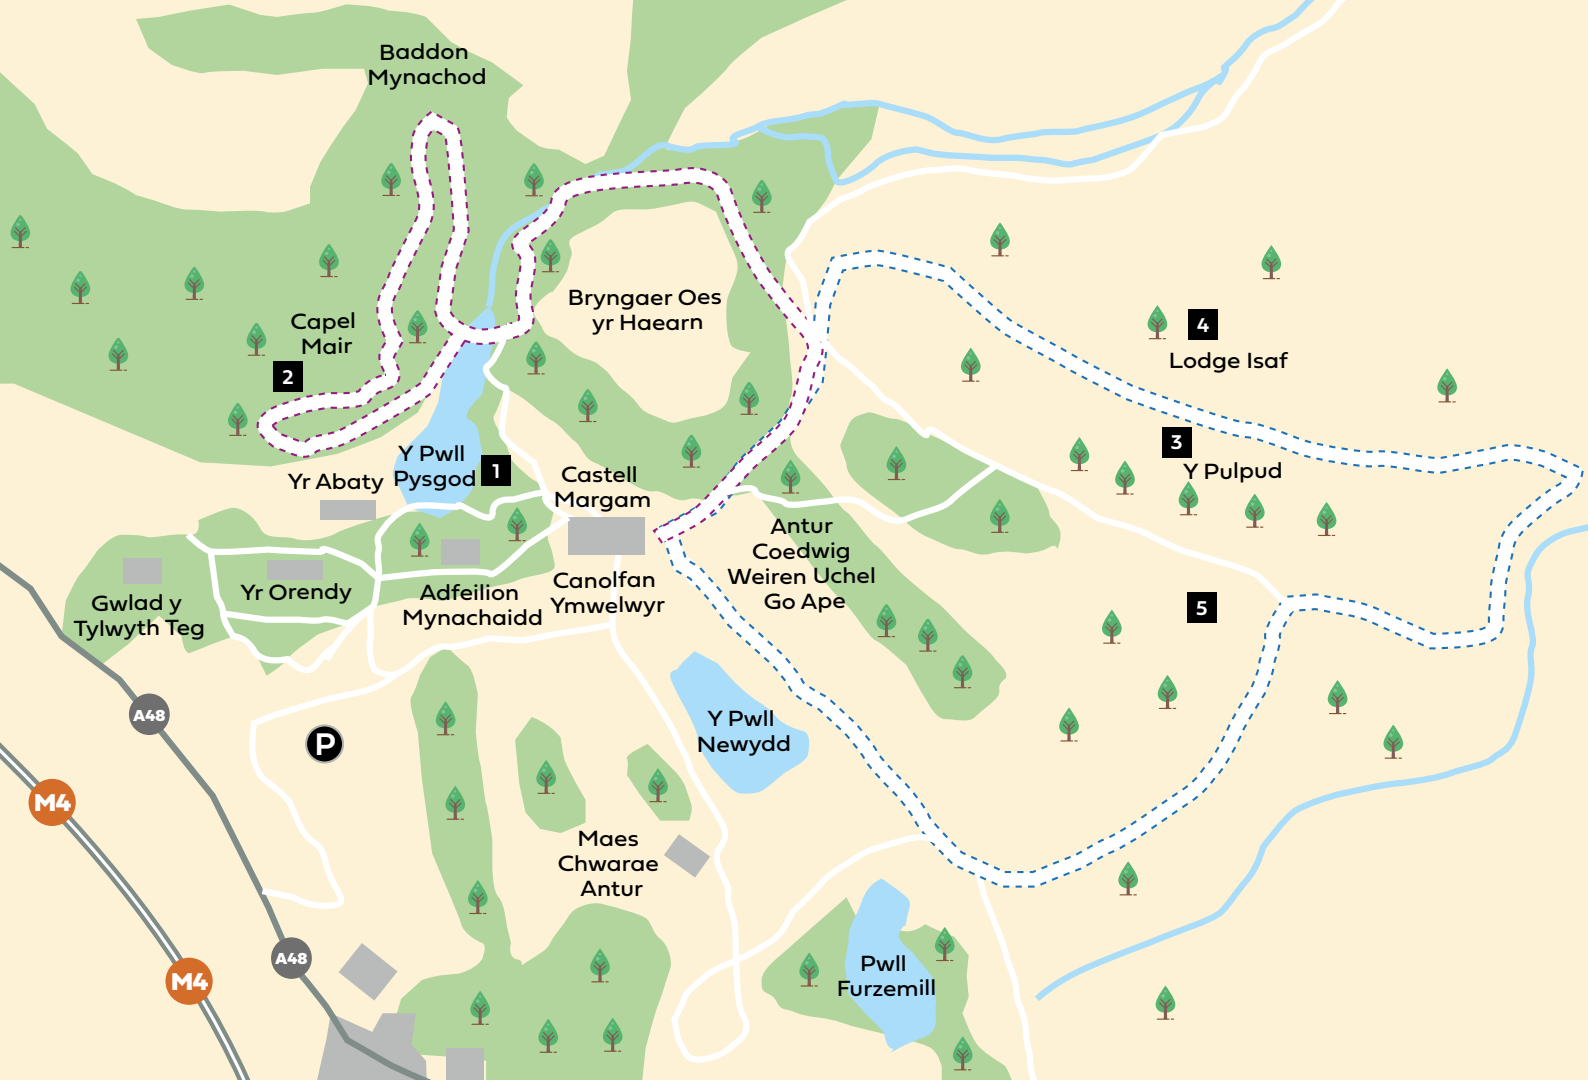 Baddon
Mynachod
Bryngaer Oes
yr Haearn
Capel
Mair
2
4
Lodge Isaf
3
Y Pulpud
Y Pwll
Pysgod
1
Yr Abaty
Castell
Margam
Antur
Coedwig
Weiren Uchel
Go Ape
Canolfan
Ymwelwyr
Yr Orendy
Adfeilion
Mynachaidd
Gwlad y
Tylwyth Teg
5
A48
P
Y Pwll
Newydd
M4
Maes
Chwarae
Antur
A48
M4
Pwll
Furzemill